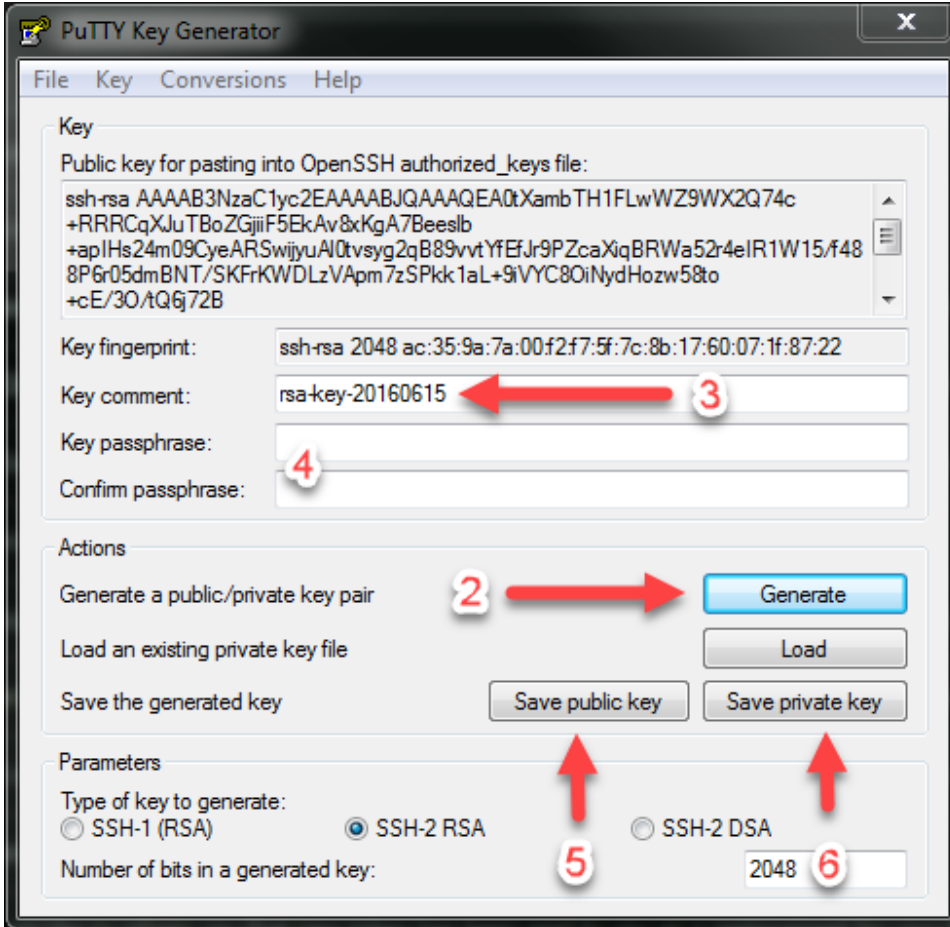 PuTTY Key Generator
X
File Key Conversions Help
Key
Public key for pasting into OpenSSH authorized_keys file:
ssh-rsa AAAAB3NzaC1yc2EAAAABJQAAAQEA0tXambTH1FLwWZ9WX2Q74c
+RRRCqXJuTBoZGjiiF5EkAv8xKgA7Beeslb
+apIHs24m09CyeARSwijyuAl0tvsyg2qB89vvtYfEfJr9PZcaXiqBRWa52r4eIR1W15/f48
8P6r05dmBNT/SKFrKWDLzVApm7zSPkk1aL+9iVYC8OiNydHozw58to
+cE/3O/tQ6j72B
Key fingerprint: ssh-rsa 2048 ac:35:9a:7a:00:f2:f7:5f:7c:8b:17:60:07:1f:87:22
Key comment: rsa-key-20160615 3
Key passphrase:
4
Confirm passphrase:
Actions
Generate a public/private key pair 2 Generate
Load an existing private key file Load
Save the generated key Save public key Save private key
Parameters
Type of key to generate:
SSH-1 (RSA) SSH-2 RSA SSH-2 DSA
Number of bits in a generated key: 5 2048 6